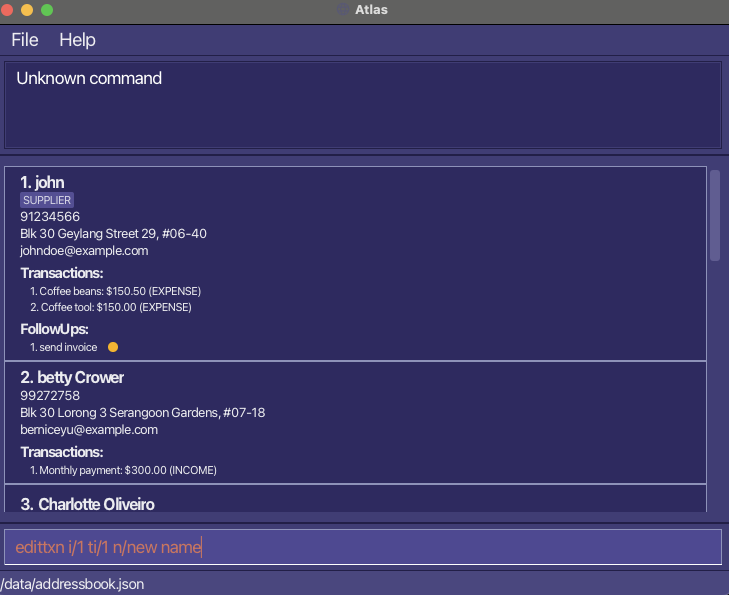 Atlas
File Help
Unknown command
1. john
SUPPLIER
91234566
Blk 30 Geylang Street 29, #06-40
johndoe@example.com
Transactions:
1. Coffee beans: $150.50 (EXPENSE)
2. Coffee tool: $150.00 (EXPENSE)
FollowUps:
1. send invoice
2. betty Crower
99272758
Blk 30 Lorong 3 Serangoon Gardens, #07-18
berniceyu@example.com
Transactions:
1. Monthly payment: $300.00 (INCOME)
3. Charlotte Oliveiro
edittxn i/1 ti/1 n/new name
/data/addressbook.json